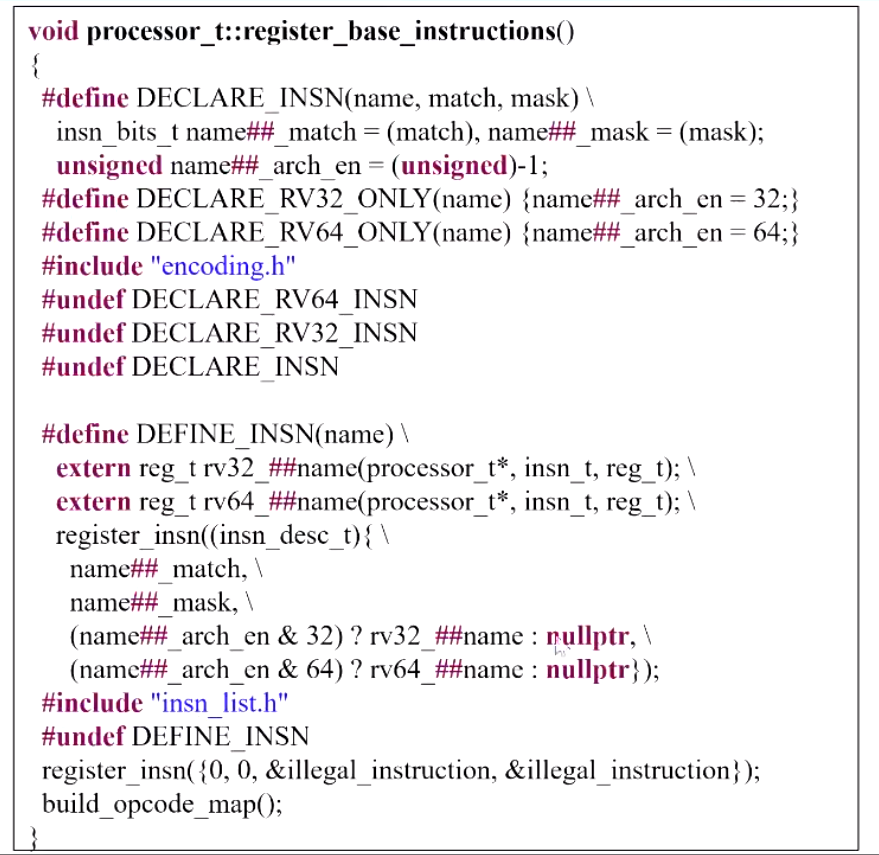 void processor_t::register_base_instructions()
{
#define DECLARE_INSN(name, match, mask) \
insn_bits_t name##_match = (match), name##_mask = (mask);
unsigned name##_arch_en = (unsigned)-1;
#define DECLARE_RV32_ONLY(name) {name##_arch_en = 32;}
#define DECLARE_RV64_ONLY(name) {name##_arch_en = 64;}
#include "encoding.h"
#undef DECLARE_RV64_INSN
#undef DECLARE_RV32_INSN
#undef DECLARE_INSN
#define DEFINE_INSN(name) \
extern reg_t rv32_##name(processor_t*, insn_t, reg_t); \
extern reg_t rv64_##name(processor_t*, insn_t, reg_t); \
register_insn((insn_desc_t){ \
name##_match, \
name##_mask, \
(name##_arch_en & 32) ? rv32_##name : nullptr, \
(name##_arch_en & 64) ? rv64_##name : nullptr});
#include "insn_list.h"
#undef DEFINE_INSN
register_insn({0, 0, &illegal_instruction, &illegal_instruction});
build_opcode_map();
}